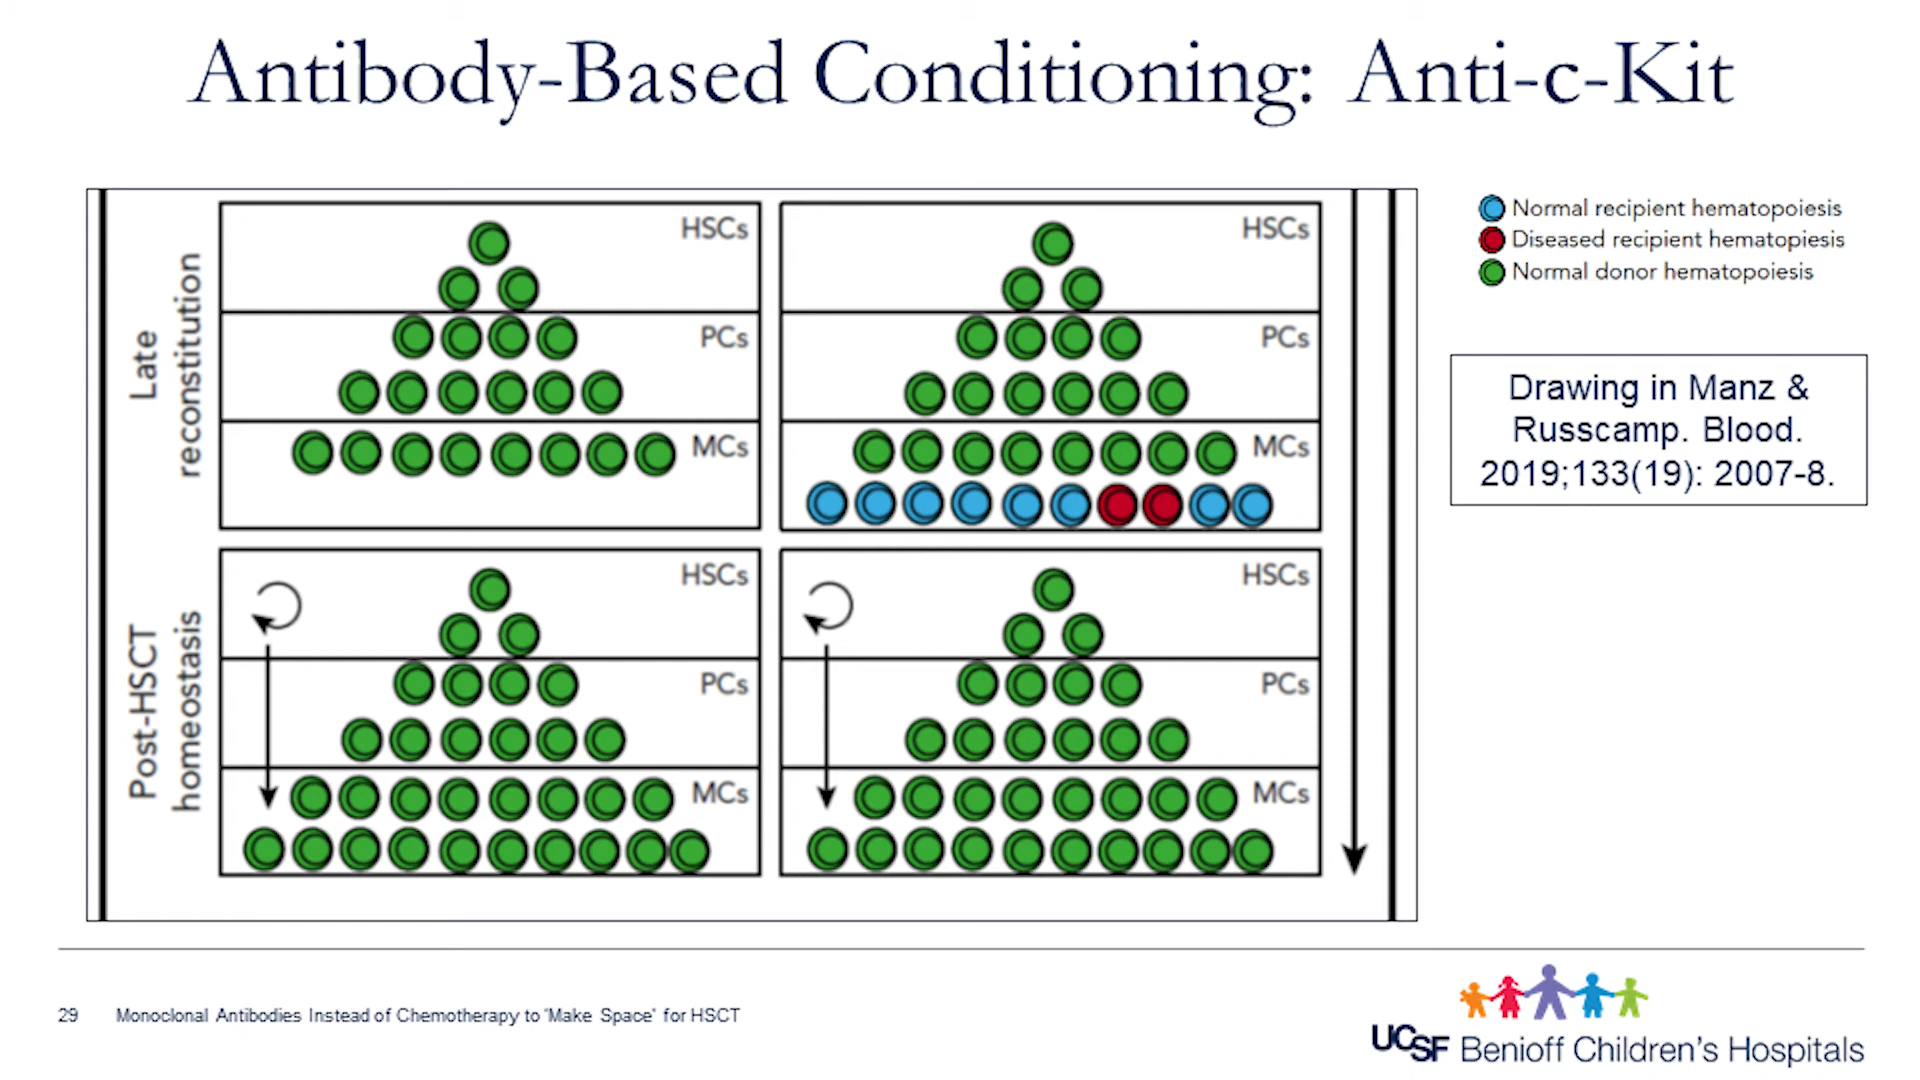 Antibody-Based Conditioning: Anti-c-Kit
Late
reconstitution
HSCs
PCs
MCs
HSCs
PCs
MCs
Post-HSCT
homeostasis
HSCs
PCs
MCs
HSCs
PCs
MCs
Normal recipient hematopoiesis
Diseased recipient hematopiesis
Normal donor hematopoiesis
Drawing in Manz &
Russcamp. Blood.
2019;133(19): 2007-8.
29 Monoclonal Antibodies Instead of Chemotherapy to 'Make Space' for HSCT
UCSF Benioff Children's Hospitals